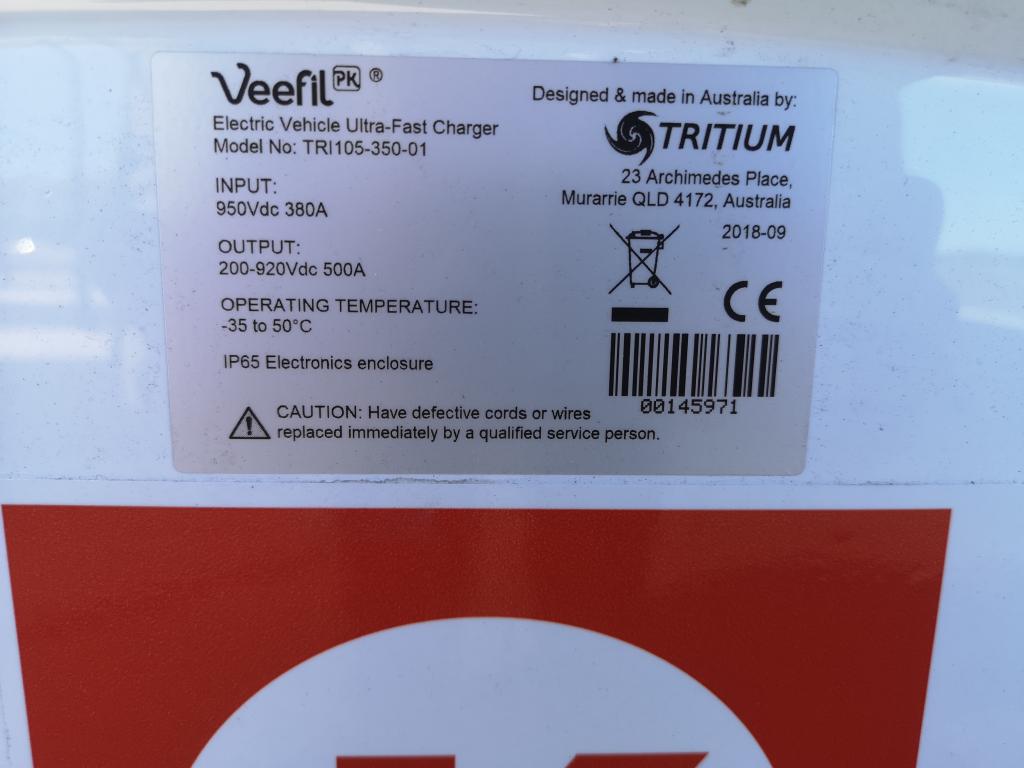 Veefil PK ®
Electric Vehicle Ultra-Fast Charger
Model No: TRI105-350-01
INPUT:
950Vdc 380A
OUTPUT:
200-920Vdc 500A
OPERATING TEMPERATURE:
-35 to 50°C
IP65 Electronics enclosure
CAUTION: Have defective cords or wires
replaced immediately by a qualified service person.
Designed & made in Australia by:
TRITIUM
23 Archimedes Place,
Murarrie QLD 4172, Australia
2018-09
CE
00145971